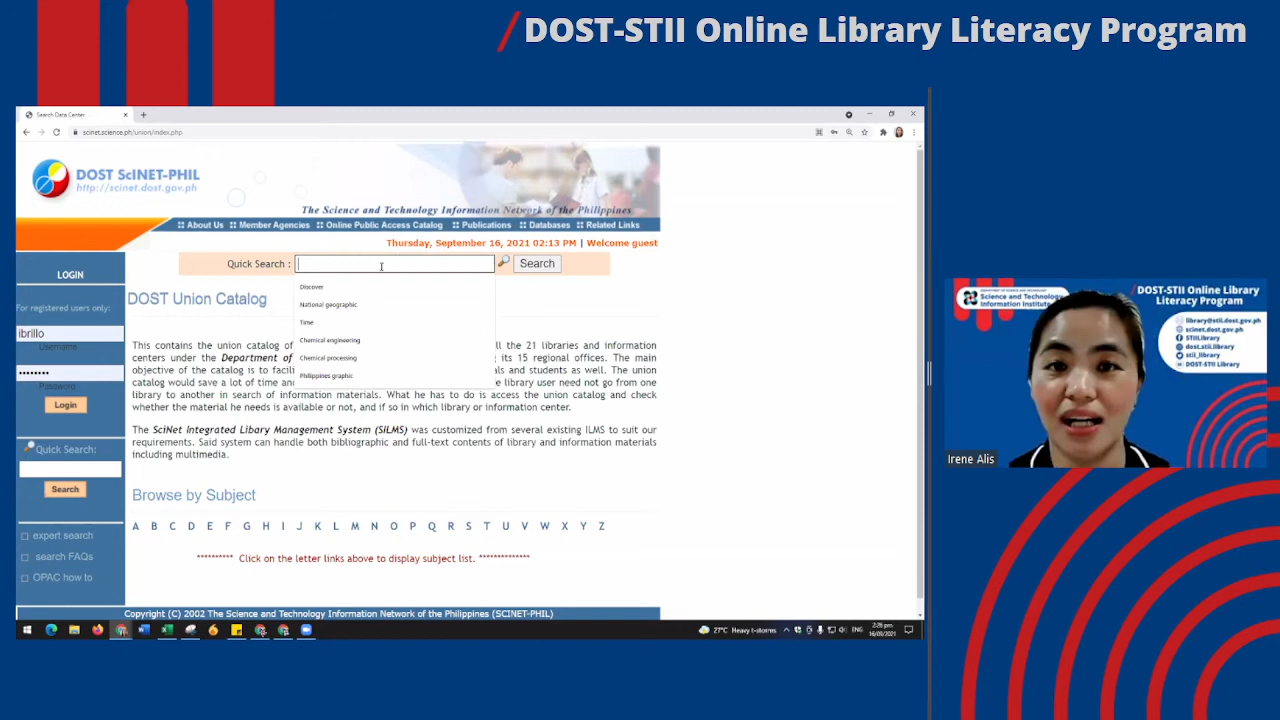 / DOST-STII Online Library Literacy Program
Search Data Center
scinet.science.ph/union/index.php
DOST SciNET-PHIL
http://scinet.dost.gov.ph
The Science and Technology Information Network of the Philippines
:: About Us :: Member Agencies :: Online Public Access Catalog :: Publications :: Databases :: Related Links
Thursday, September 16, 2021 02:13 PM | Welcome guest
LOGIN
For registered users only:
ibrillo
Username
••••••••
Password
Login
Quick Search:
Search
expert search
search FAQs
OPAC how to
Quick Search :
Search
Discover
National geographic
Time
Chemical engineering
Chemical processing
Philippines graphic
DOST Union Catalog
This contains the union catalog of ll the 21 libraries and information
centers under the Department of its 15 regional offices. The main
objective of the catalog is to facili als and students as well. The union
catalog would save a lot of time and e library user need not go from one
library to another in search of information materials. What he has to do is access the union catalog and check
whether the material he needs is available or not, and if so in which library or information center.
The SciNet Integrated Libary Management System (SILMS) was customized from several existing ILMS to suit our
requirements. Said system can handle both bibliographic and full-text contents of library and information materials
including multimedia.
Browse by Subject
A B C D E F G H I J K L M N O P Q R S T U V W X Y Z
********** Click on the letter links above to display subject list. **************
Copyright (C) 2002 The Science and Technology Information Network of the Philippines (SCINET-PHIL)
27°C Heavy t-storms
ENG
2:28 pm
16/09/2021
Science and Technology
Information Institute
DOST-STII Online Library
Literacy Program
library@stii.dost.gov.ph
scinet.dost.gov.ph
STIILibrary
dost.stii.library
stii_library
DOST-STII Library
Irene Alis